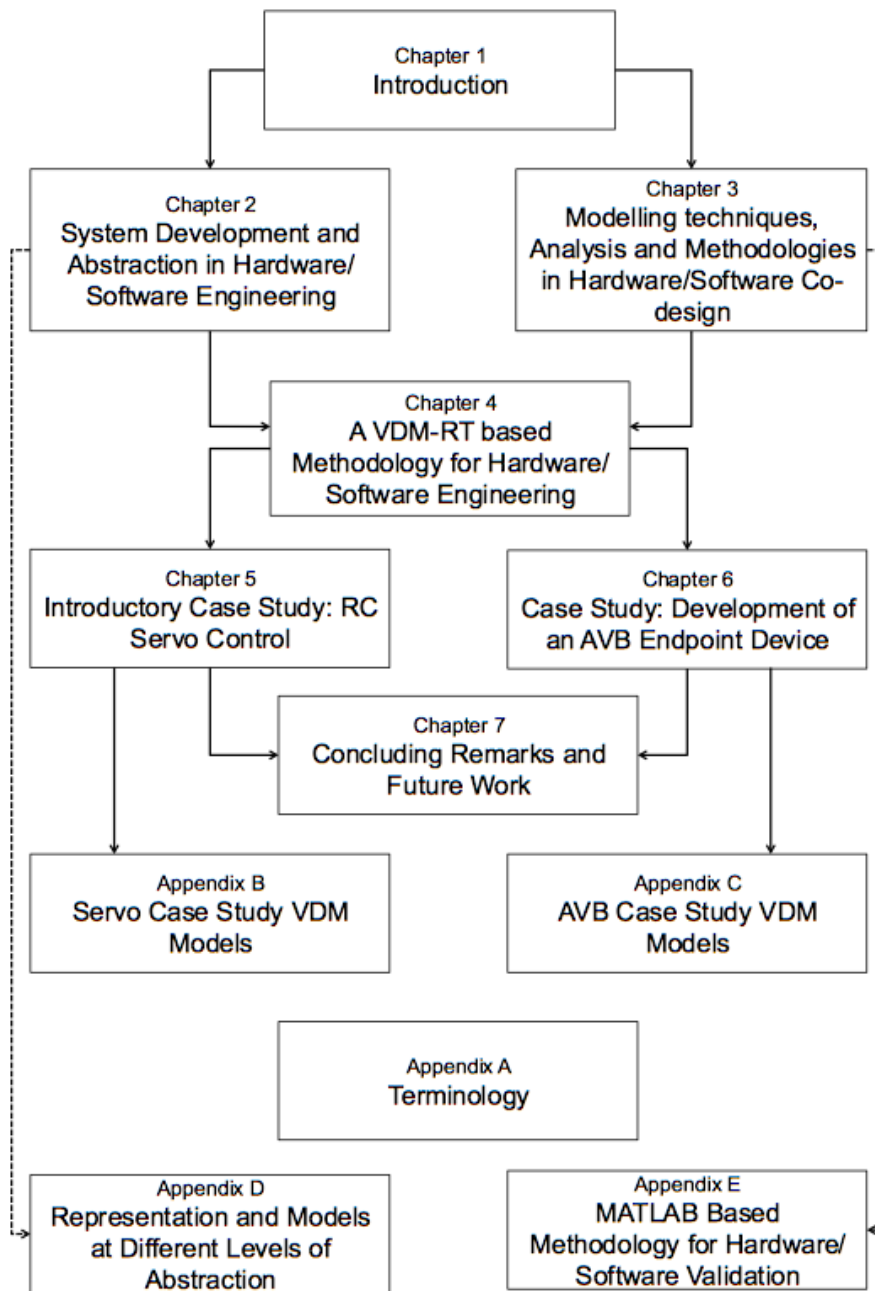 Chapter 1
Introduction
Chapter 2
System Development and
Abstraction in Hardware/
Software Engineering
Chapter 3
Modelling techniques,
Analysis and Methodologies
in Hardware/Software Co-
design
Chapter 4
A VDM-RT based
Methodology for Hardware/
Software Engineering
Chapter 5
Introductory Case Study: RC
Servo Control
Chapter 6
Case Study: Development of
an AVB Endpoint Device
Chapter 7
Concluding Remarks and
Future Work
Appendix B
Servo Case Study VDM
Models
Appendix C
AVB Case Study VDM
Models
Appendix A
Terminology
Appendix D
Representation and Models
at Different Levels of
Abstraction
Appendix E
MATLAB Based
Methodology for Hardware/
Software Validation